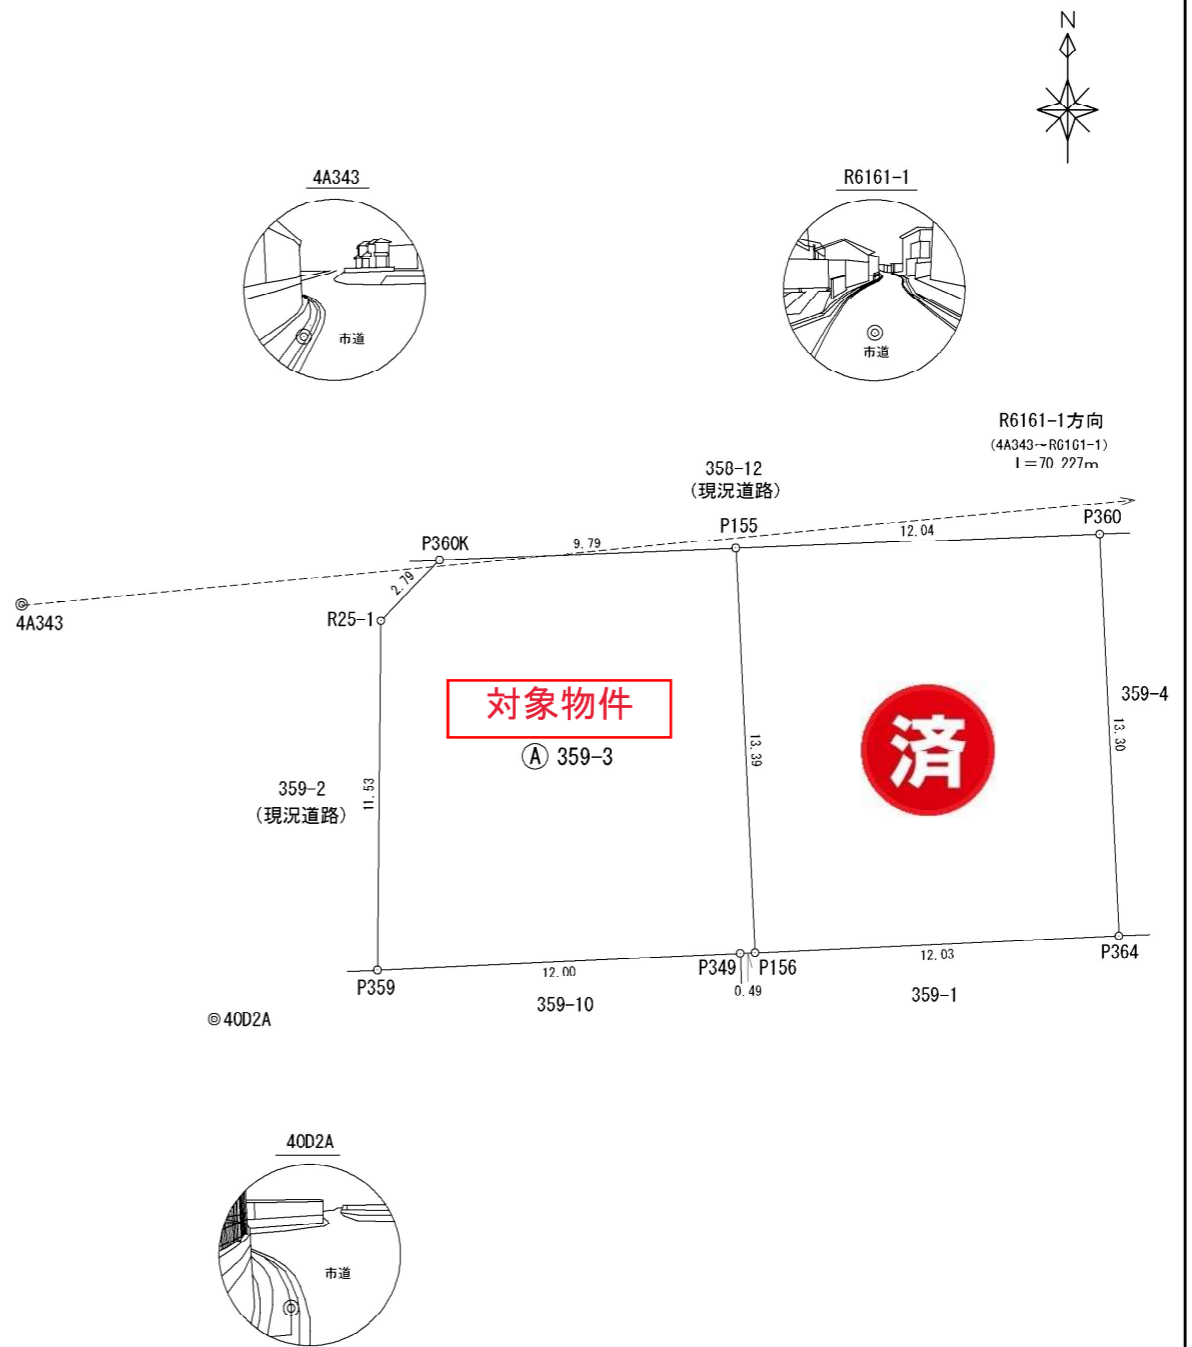 N
4A343
R6161-1
市道
市道
R6161-1方向
(4A343~R6161-1)
L=70.227m
358-12
(現況道路)
P155
P360
P360K
9.79
12.04
2.79
4A343
R25-1
対象物件
Ⓐ 359-3
済
359-4
13.39
13.30
359-2
(現況道路)
11.53
P359
12.00
P349
P156
12.03
P364
0.49
359-10
359-1
◎40D2A
40D2A
市道